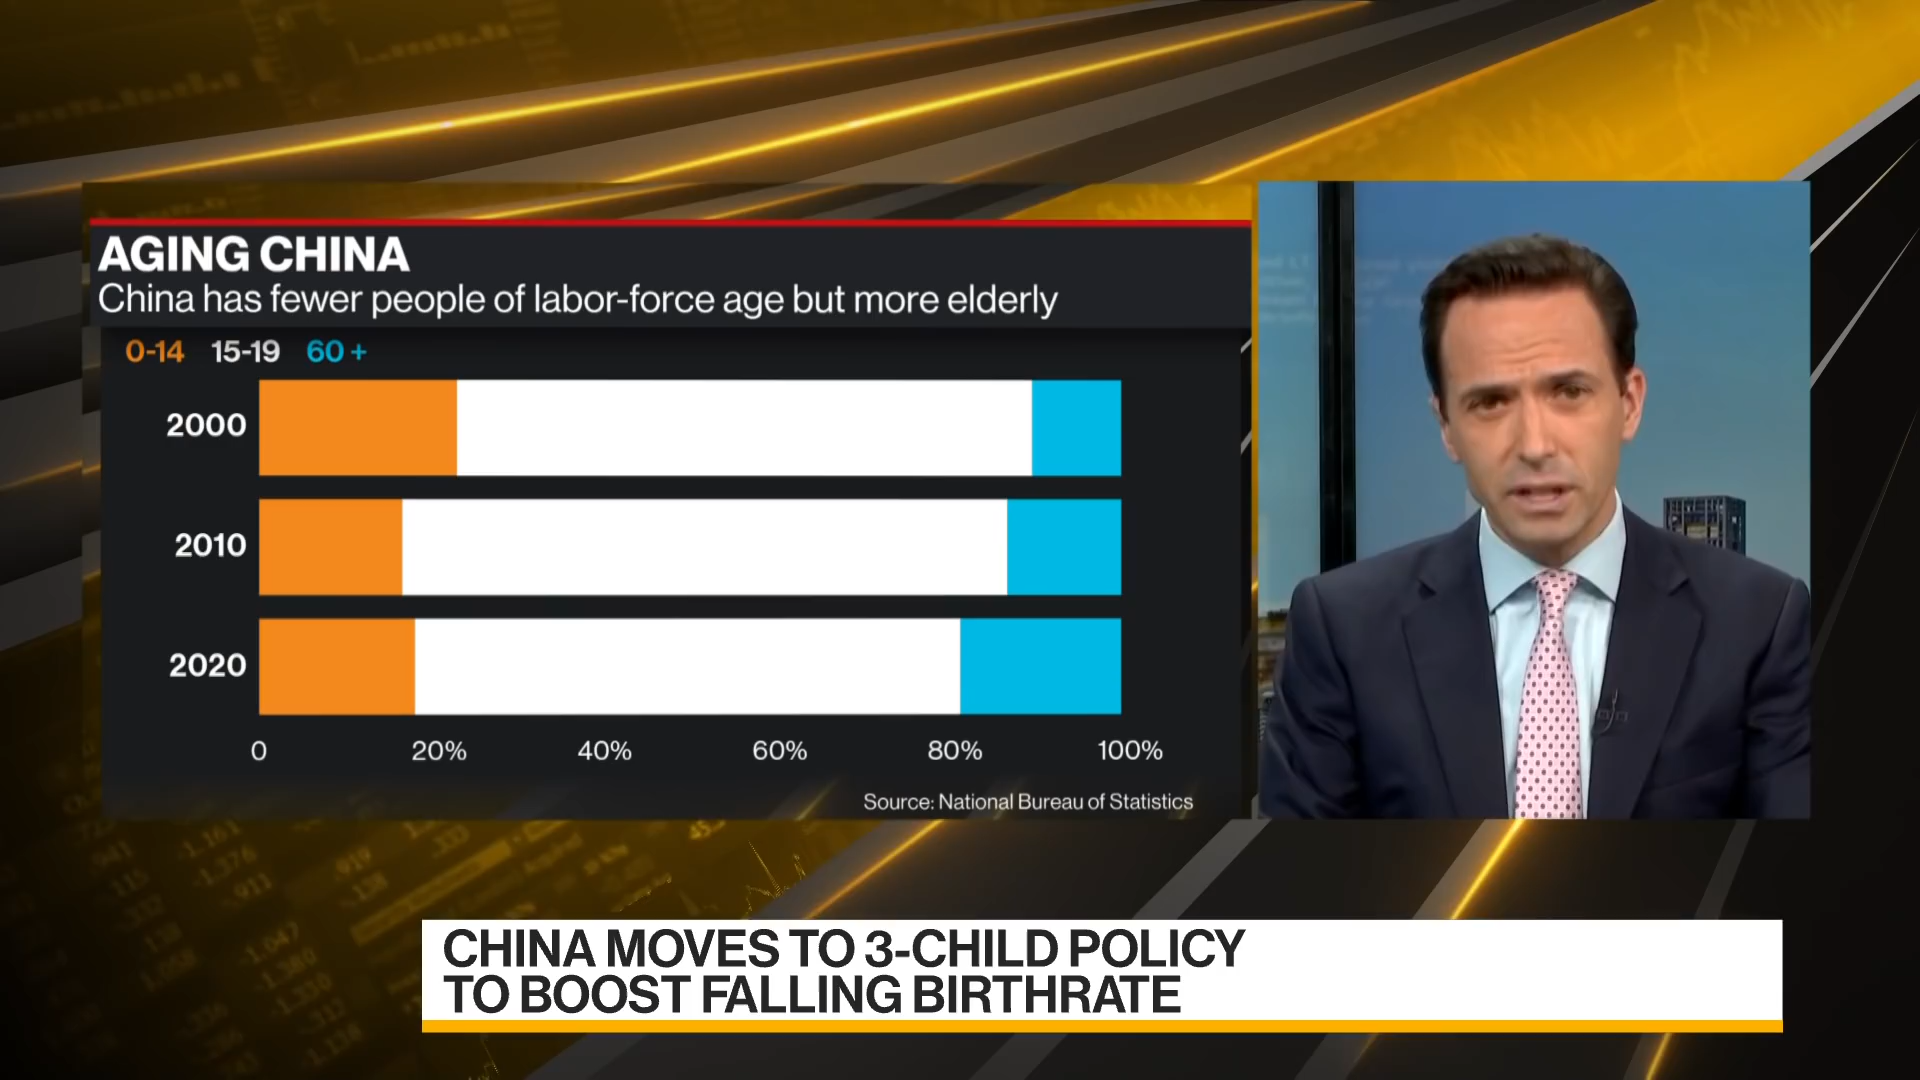 AGING CHINA
China has fewer people of labor-force age but more elderly
0-14 15-19 60 +
2000
2010
2020
0 20% 40% 60% 80% 100%
Source: National Bureau of Statistics
CHINA MOVES TO 3-CHILD POLICY
TO BOOST FALLING BIRTHRATE